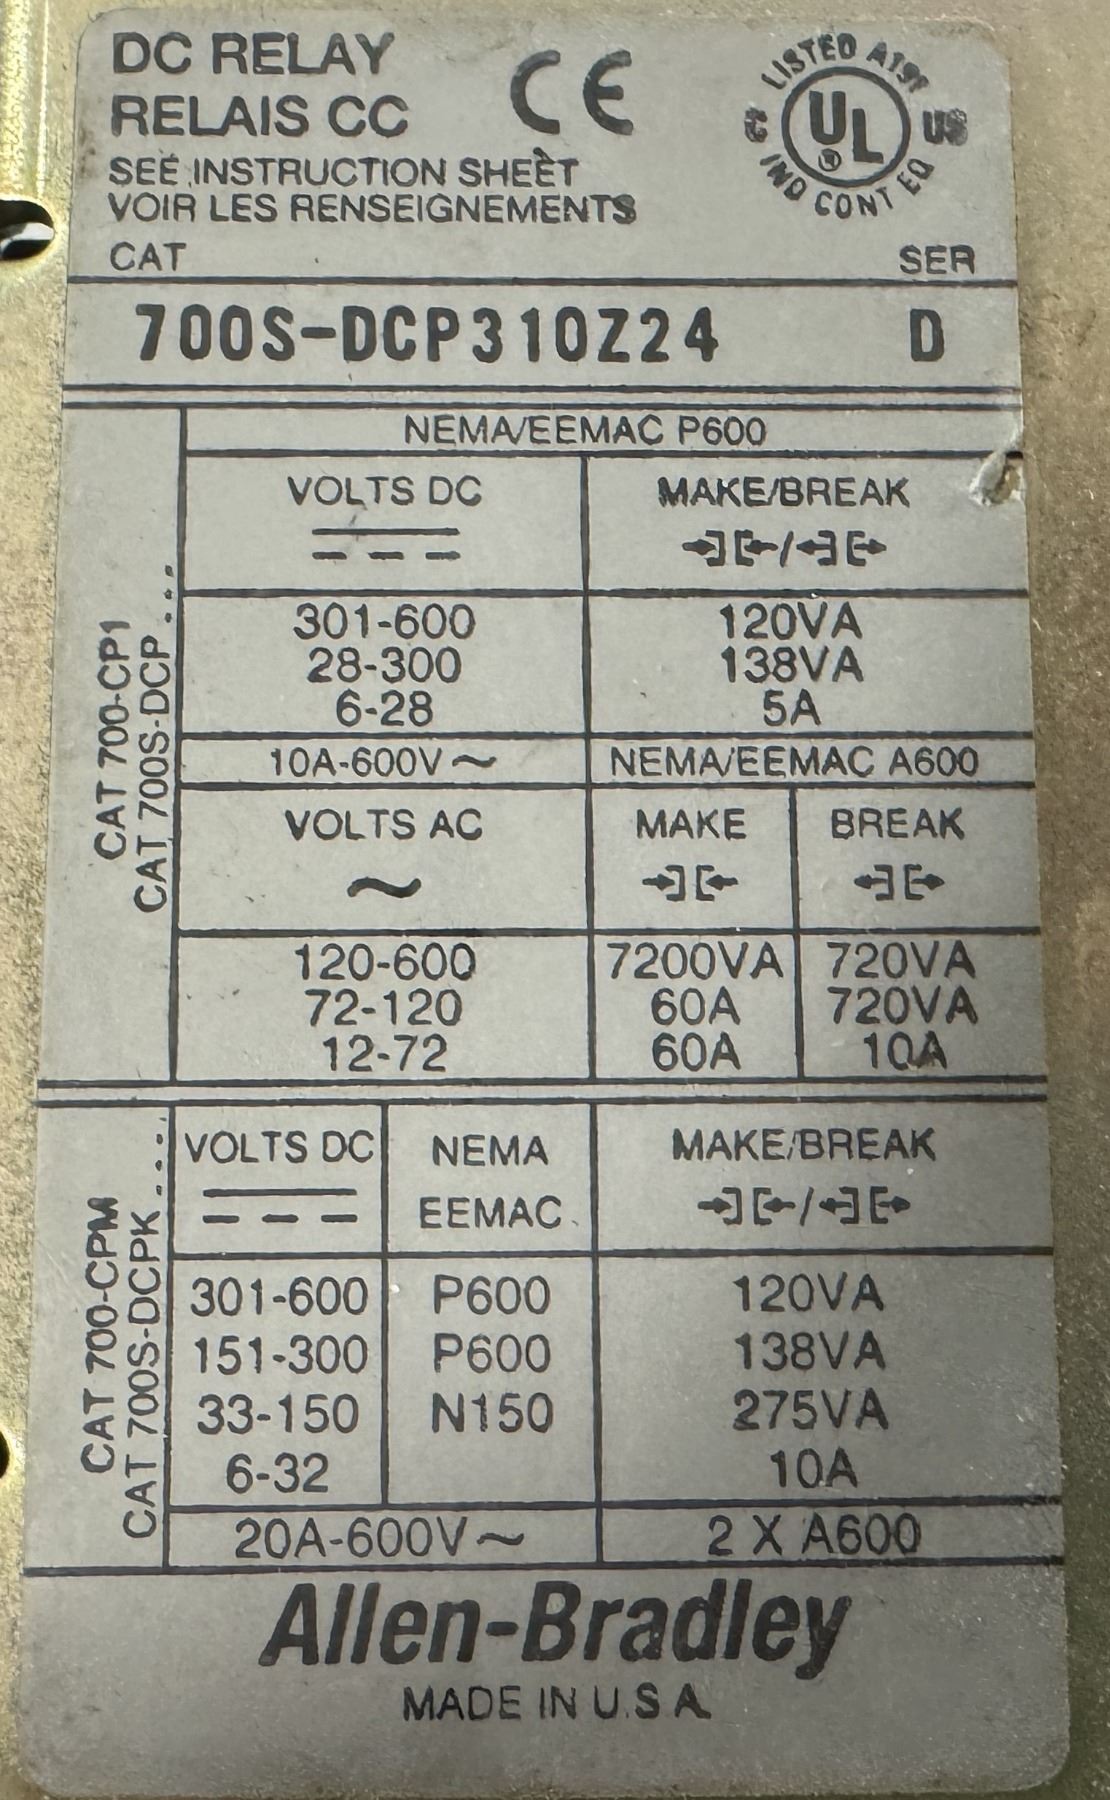 DC RELAY
RELAIS CC
CE
LISTED A196
UL
®
C US
IND CONT EQ
SEE INSTRUCTION SHEET
VOIR LES RENSEIGNEMENTS
CAT SER
700S-DCP310Z24 D
NEMA/EEMAC P600
VOLTS DC MAKE/BREAK
301-600 120VA
28-300 138VA
6-28 5A
10A-600V~ NEMA/EEMAC A600
VOLTS AC MAKE BREAK
~
120-600 7200VA 720VA
72-120 60A 720VA
12-72 60A 10A
CAT 700-CP1
CAT 700S-DCP...
VOLTS DC NEMA MAKE/BREAK
EEMAC
301-600 P600 120VA
151-300 P600 138VA
33-150 N150 275VA
6-32 10A
20A-600V~ 2 X A600
CAT 700-CPM
CAT 700S-DCPK....
Allen-Bradley
MADE IN U.S.A.